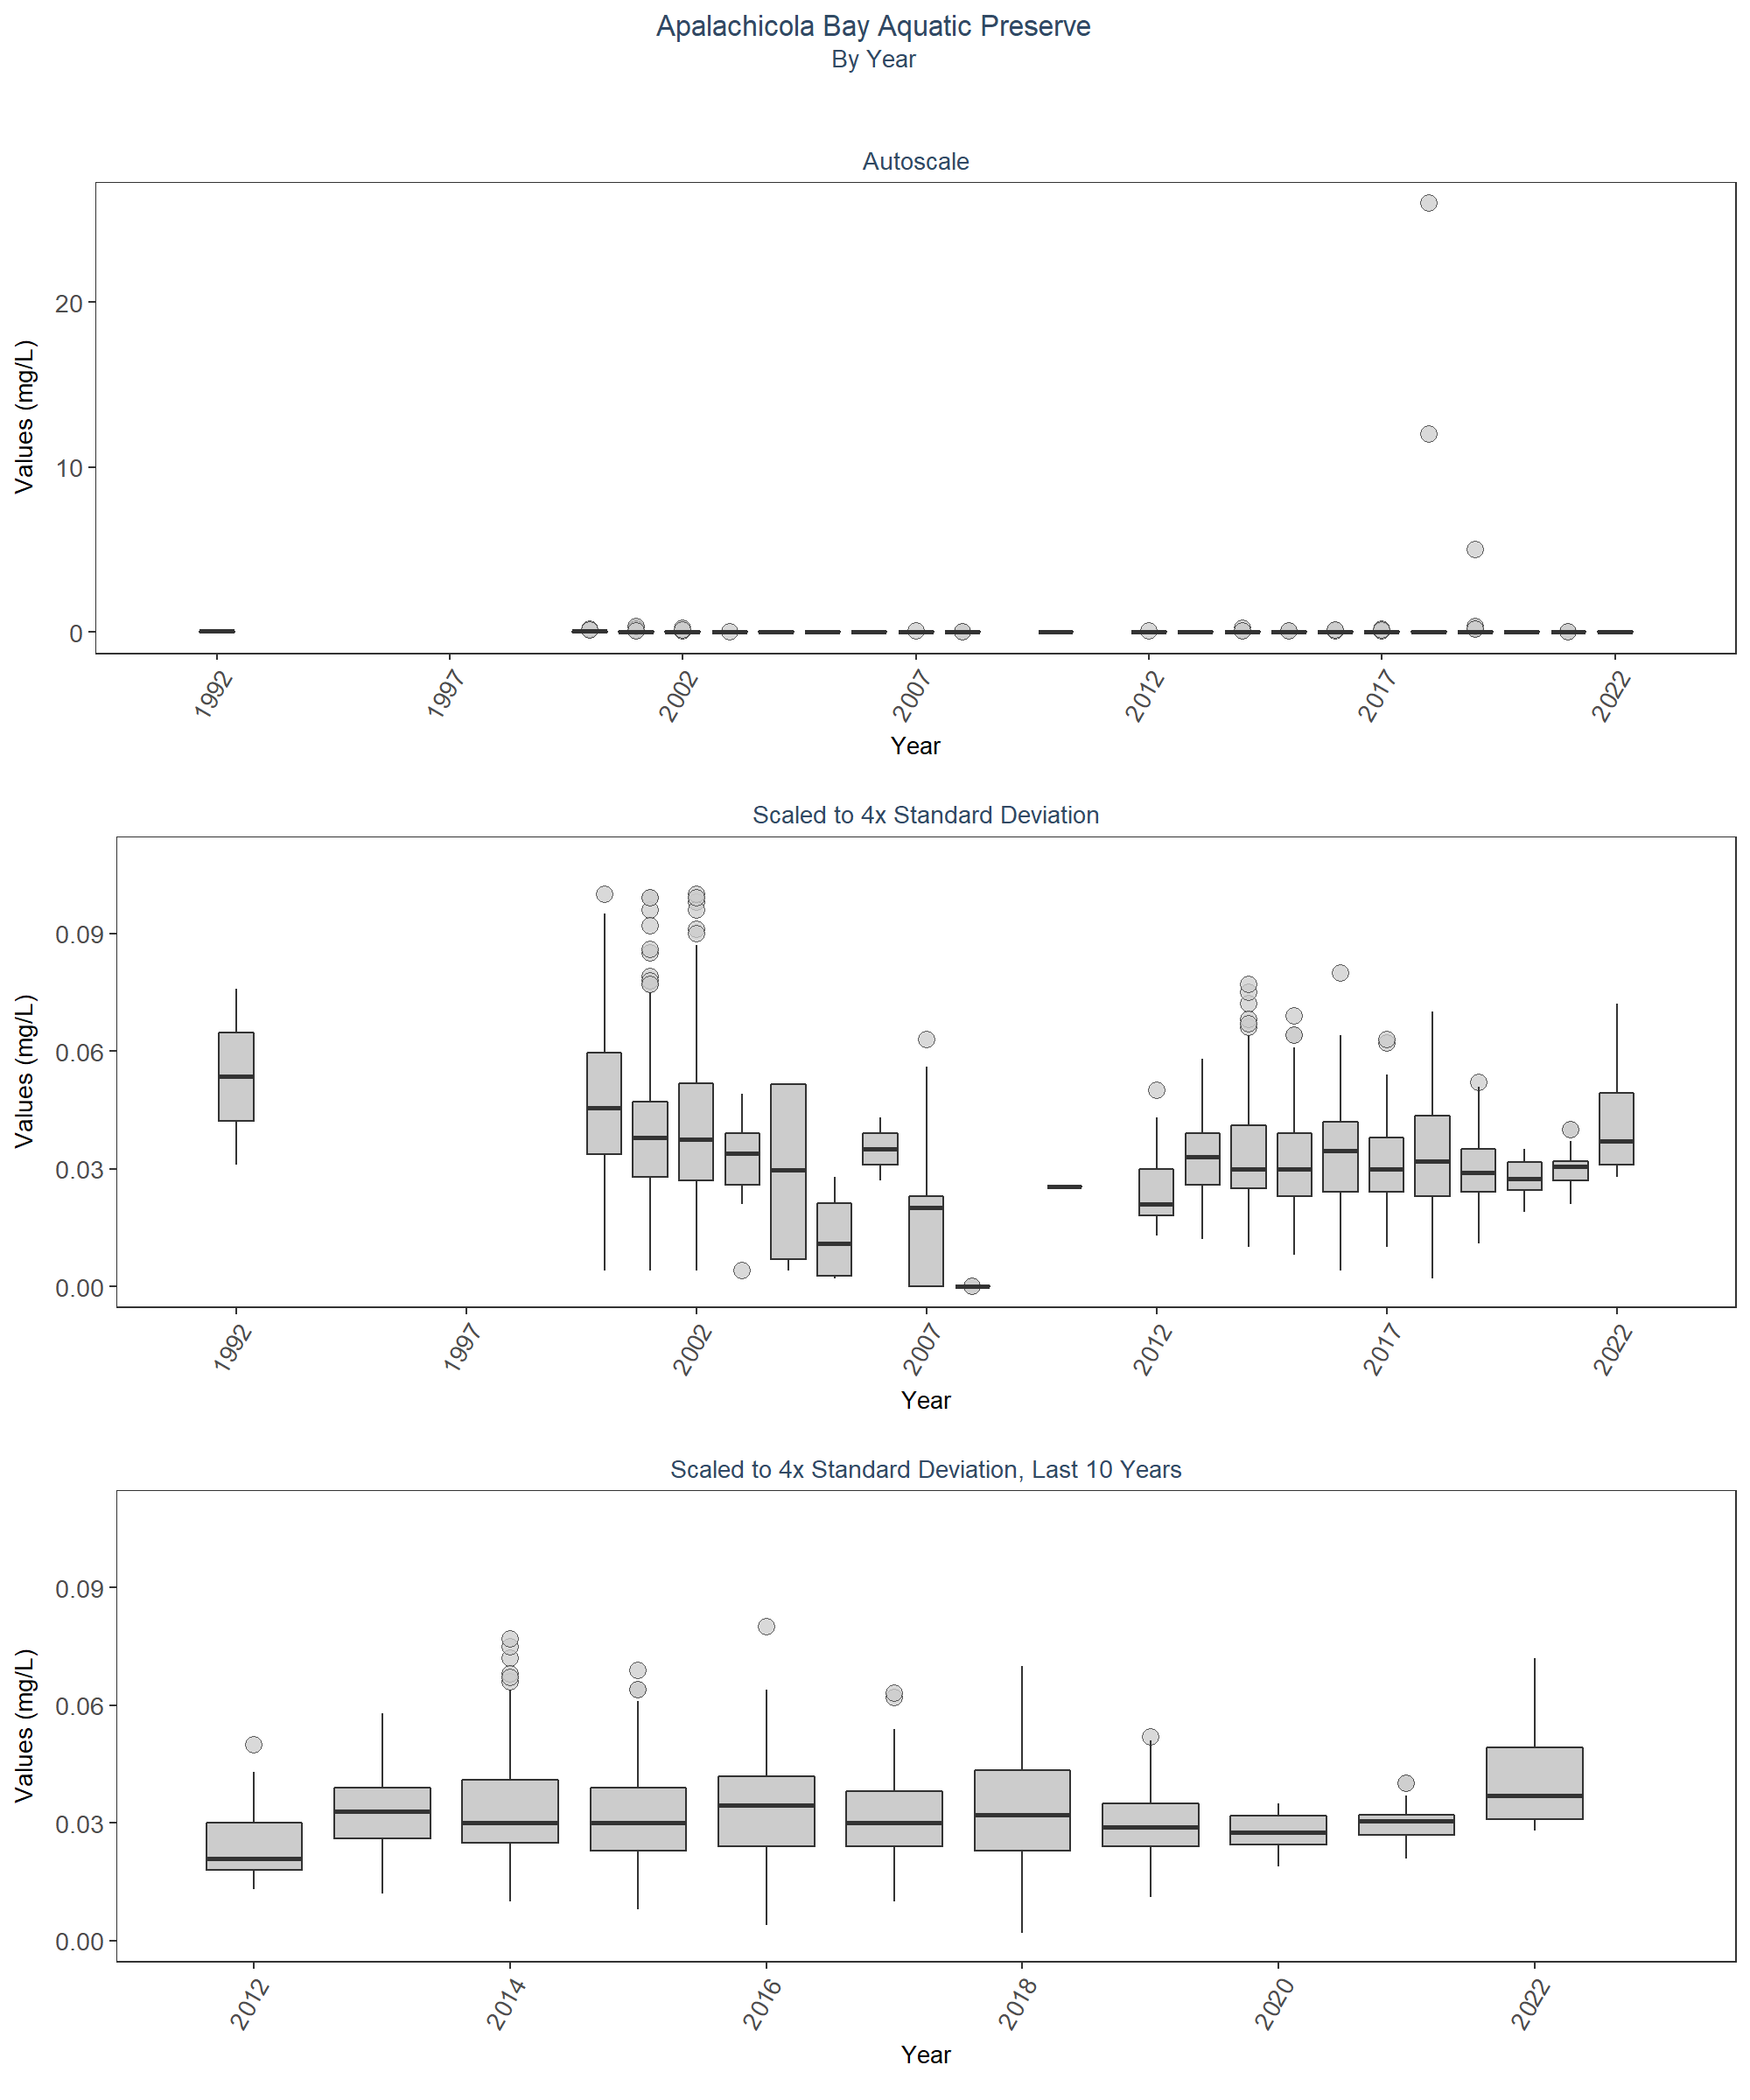 Apalachicola Bay Aquatic Preserve
By Year
Autoscale
Values (mg/L)
20
10
0
1992 1997 2002 2007 2012 2017 2022
Year
Scaled to 4x Standard Deviation
Values (mg/L)
0.09
0.06
0.03
0.00
1992 1997 2002 2007 2012 2017 2022
Year
Scaled to 4x Standard Deviation, Last 10 Years
Values (mg/L)
0.09
0.06
0.03
0.00
2012 2014 2016 2018 2020 2022
Year